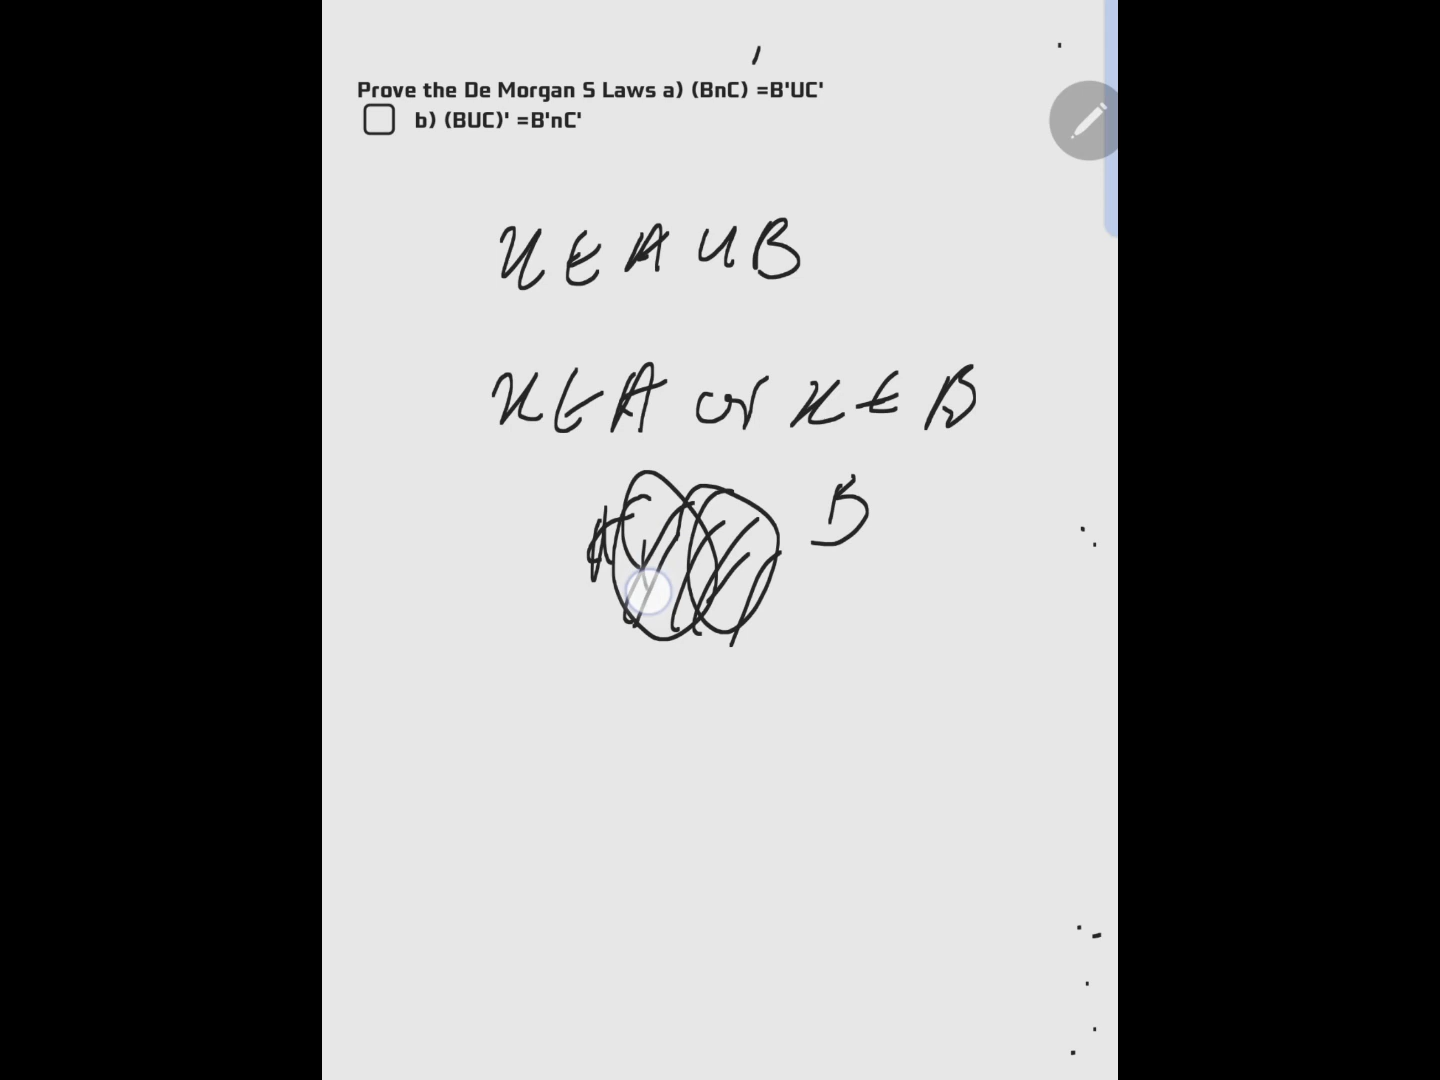 Prove the De Morgan S Laws a) (BnC)' =B'UC'
b) (BUC)' =B'nC'
x ∈ A ∪ B
x ∈ A or x ∈ B
A B